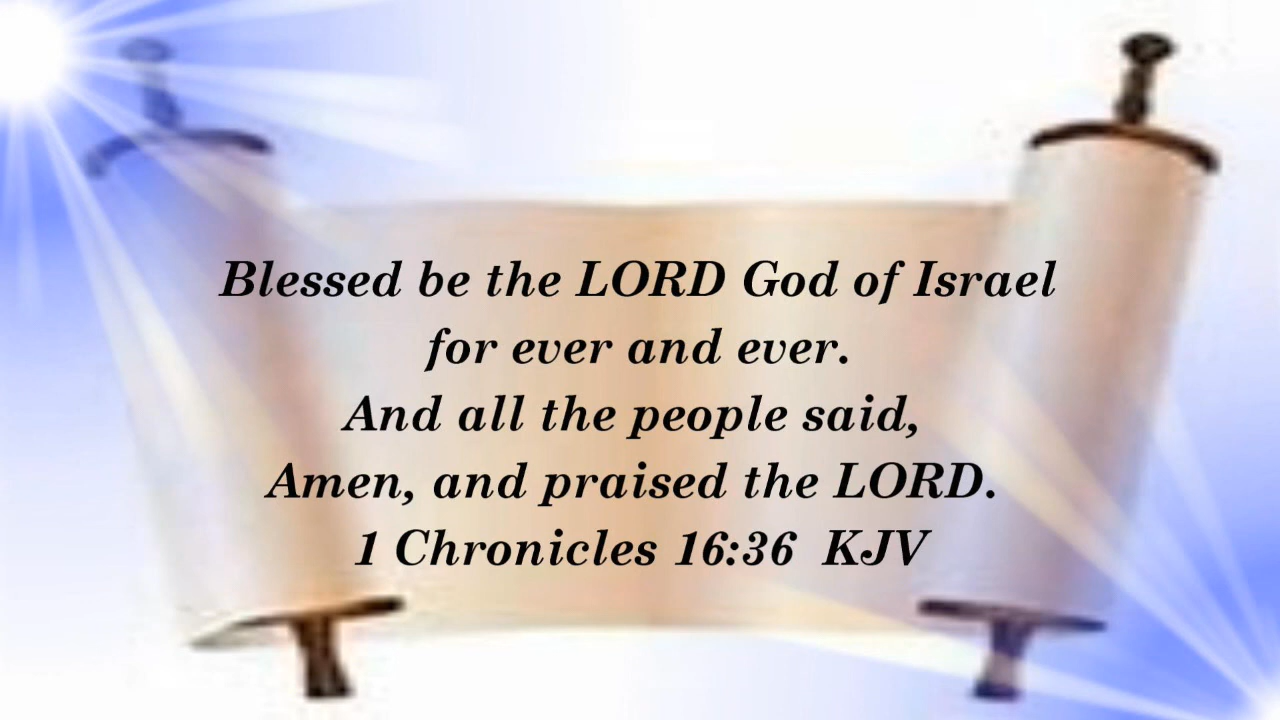 Blessed be the LORD God of Israel
for ever and ever.
And all the people said,
Amen, and praised the LORD.
1 Chronicles 16:36  KJV